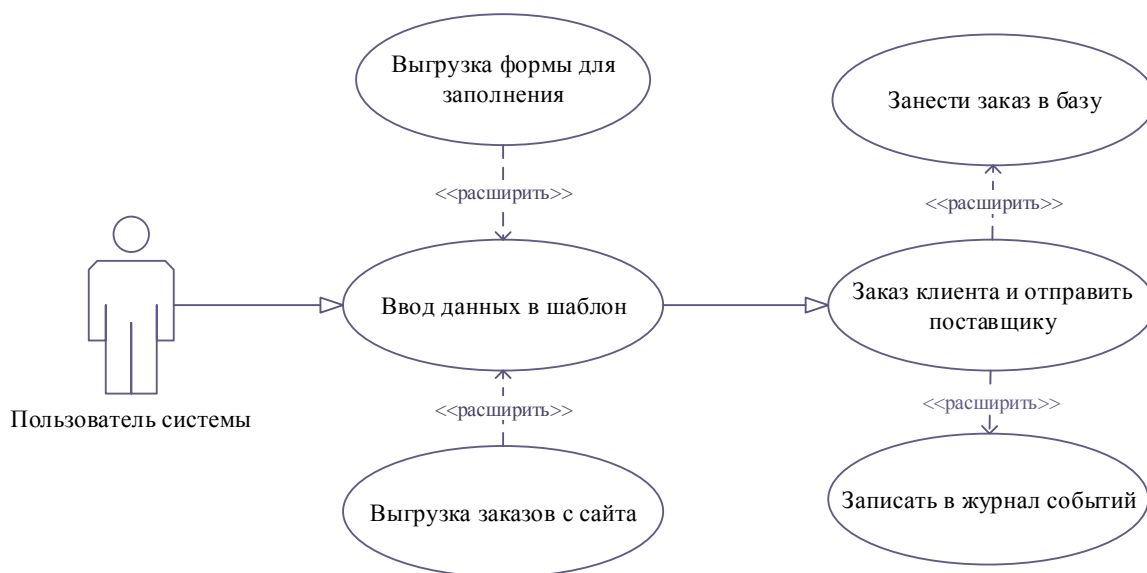 Выгрузка формы для
заполнения
Занести заказ в базу
<<расширить>>
<<расширить>>
Ввод данных в шаблон
Заказ клиента и отправить
поставщику
Пользователь системы
<<расширить>>
<<расширить>>
Выгрузка заказов с сайта
Записать в журнал событий